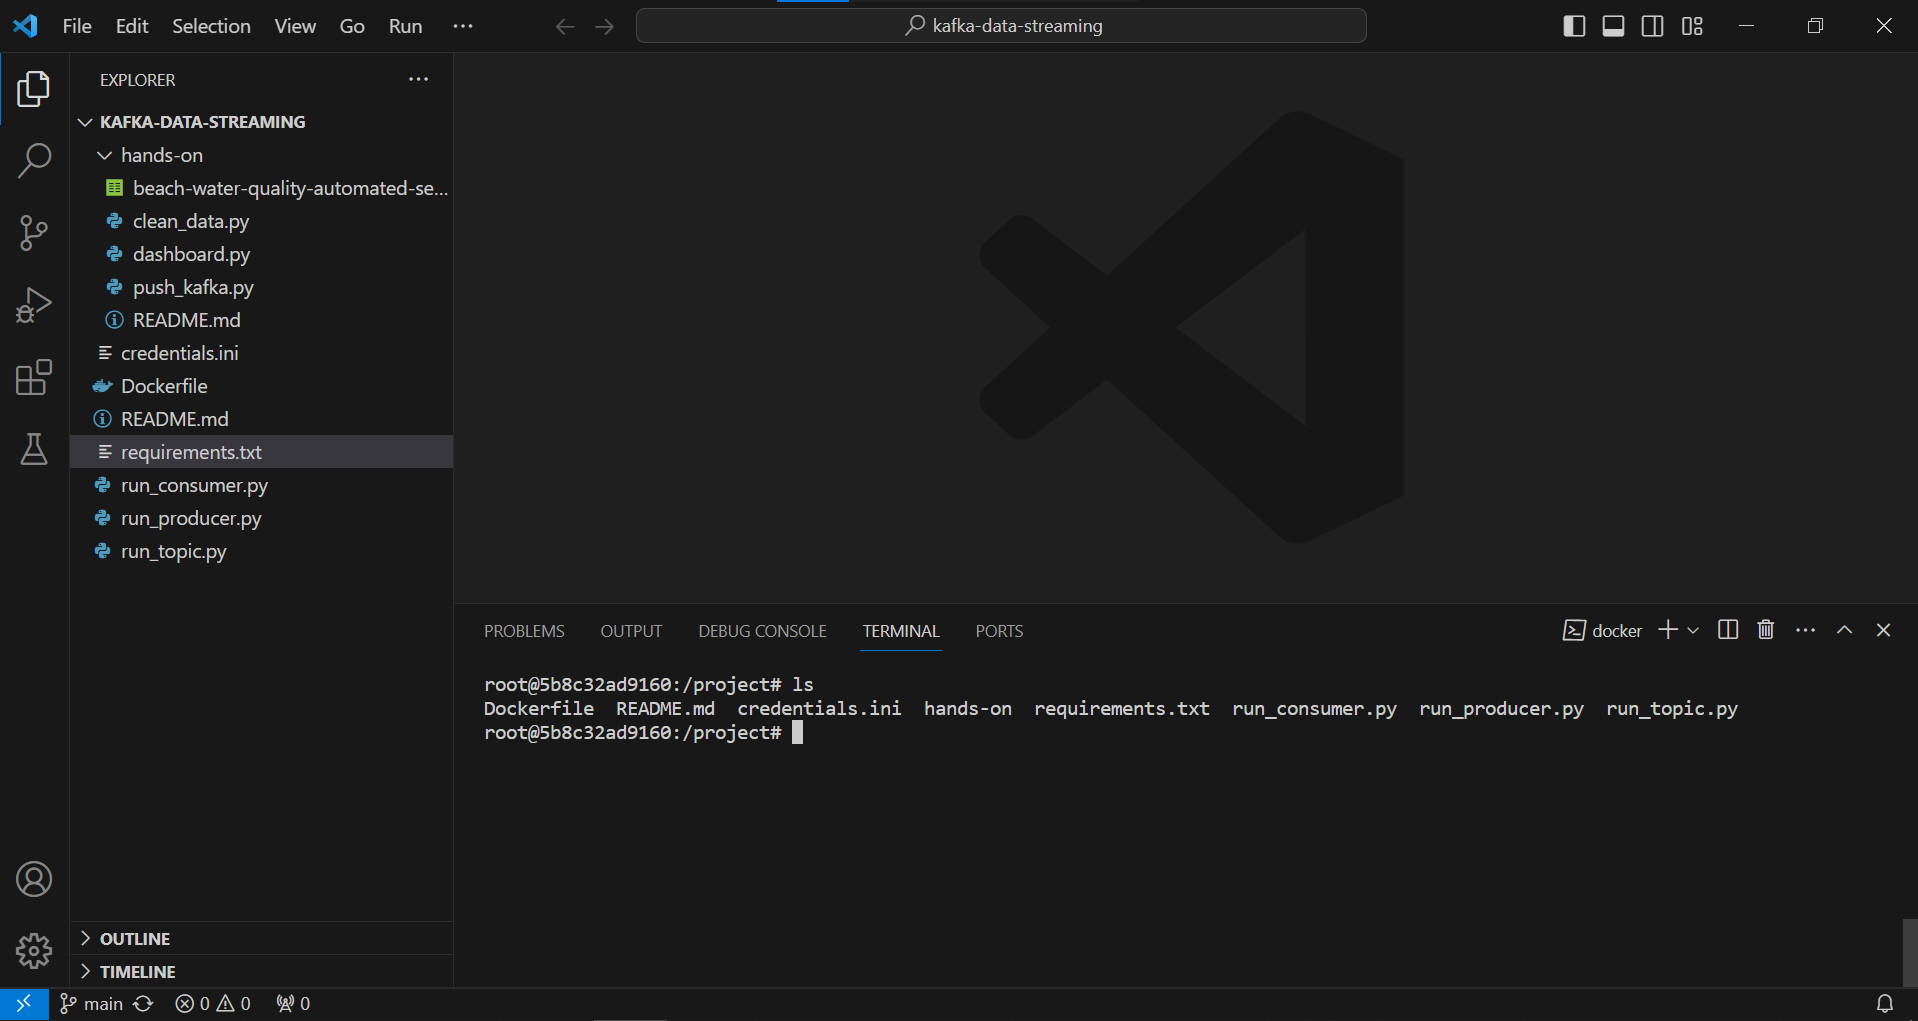 File Edit Selection View Go Run ···
kafka-data-streaming
EXPLORER
KAFKA-DATA-STREAMING
hands-on
beach-water-quality-automated-se...
clean_data.py
dashboard.py
push_kafka.py
README.md
credentials.ini
Dockerfile
README.md
requirements.txt
run_consumer.py
run_producer.py
run_topic.py
PROBLEMS OUTPUT DEBUG CONSOLE TERMINAL PORTS
docker
root@5b8c32ad9160:/project# ls
Dockerfile README.md credentials.ini hands-on requirements.txt run_consumer.py run_producer.py run_topic.py
root@5b8c32ad9160:/project#
OUTLINE
TIMELINE
main 0 0 0